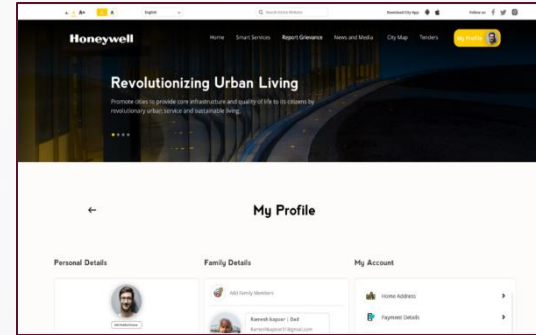 A+ A English Search Entire Website Download City App Follow us
Honeywell Home Smart Services Report Grievance News and Media City Map Tenders My Profile
Revolutionizing Urban Living
Promote cities to provide core infrastructure and quality of life to its citizens by
revolutionary urban service and sustainable living.
My Profile
Personal Details Family Details My Account
Add Family Members
Home Address
Ramesh kapoor | Dad
Payment Details